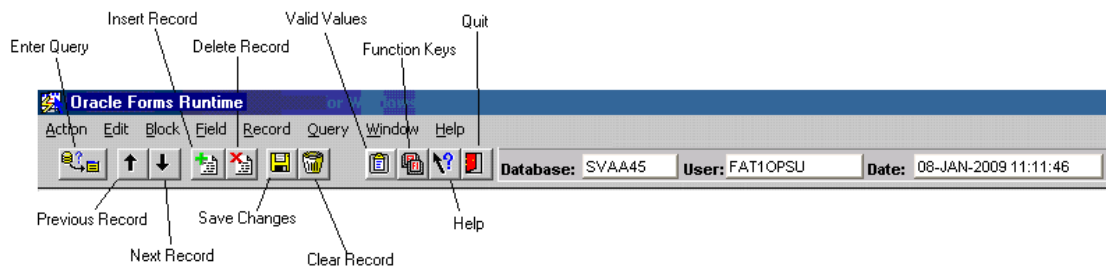 Insert Record Valid Values Quit
Enter Query Delete Record Function Keys
Oracle Forms Runtime
Action Edit Block Field Record Query Window Help
Database: SVAA45 User: FAT1OPSU Date: 08-JAN-2009 11:11:46
Previous Record Save Changes Help
Next Record Clear Record